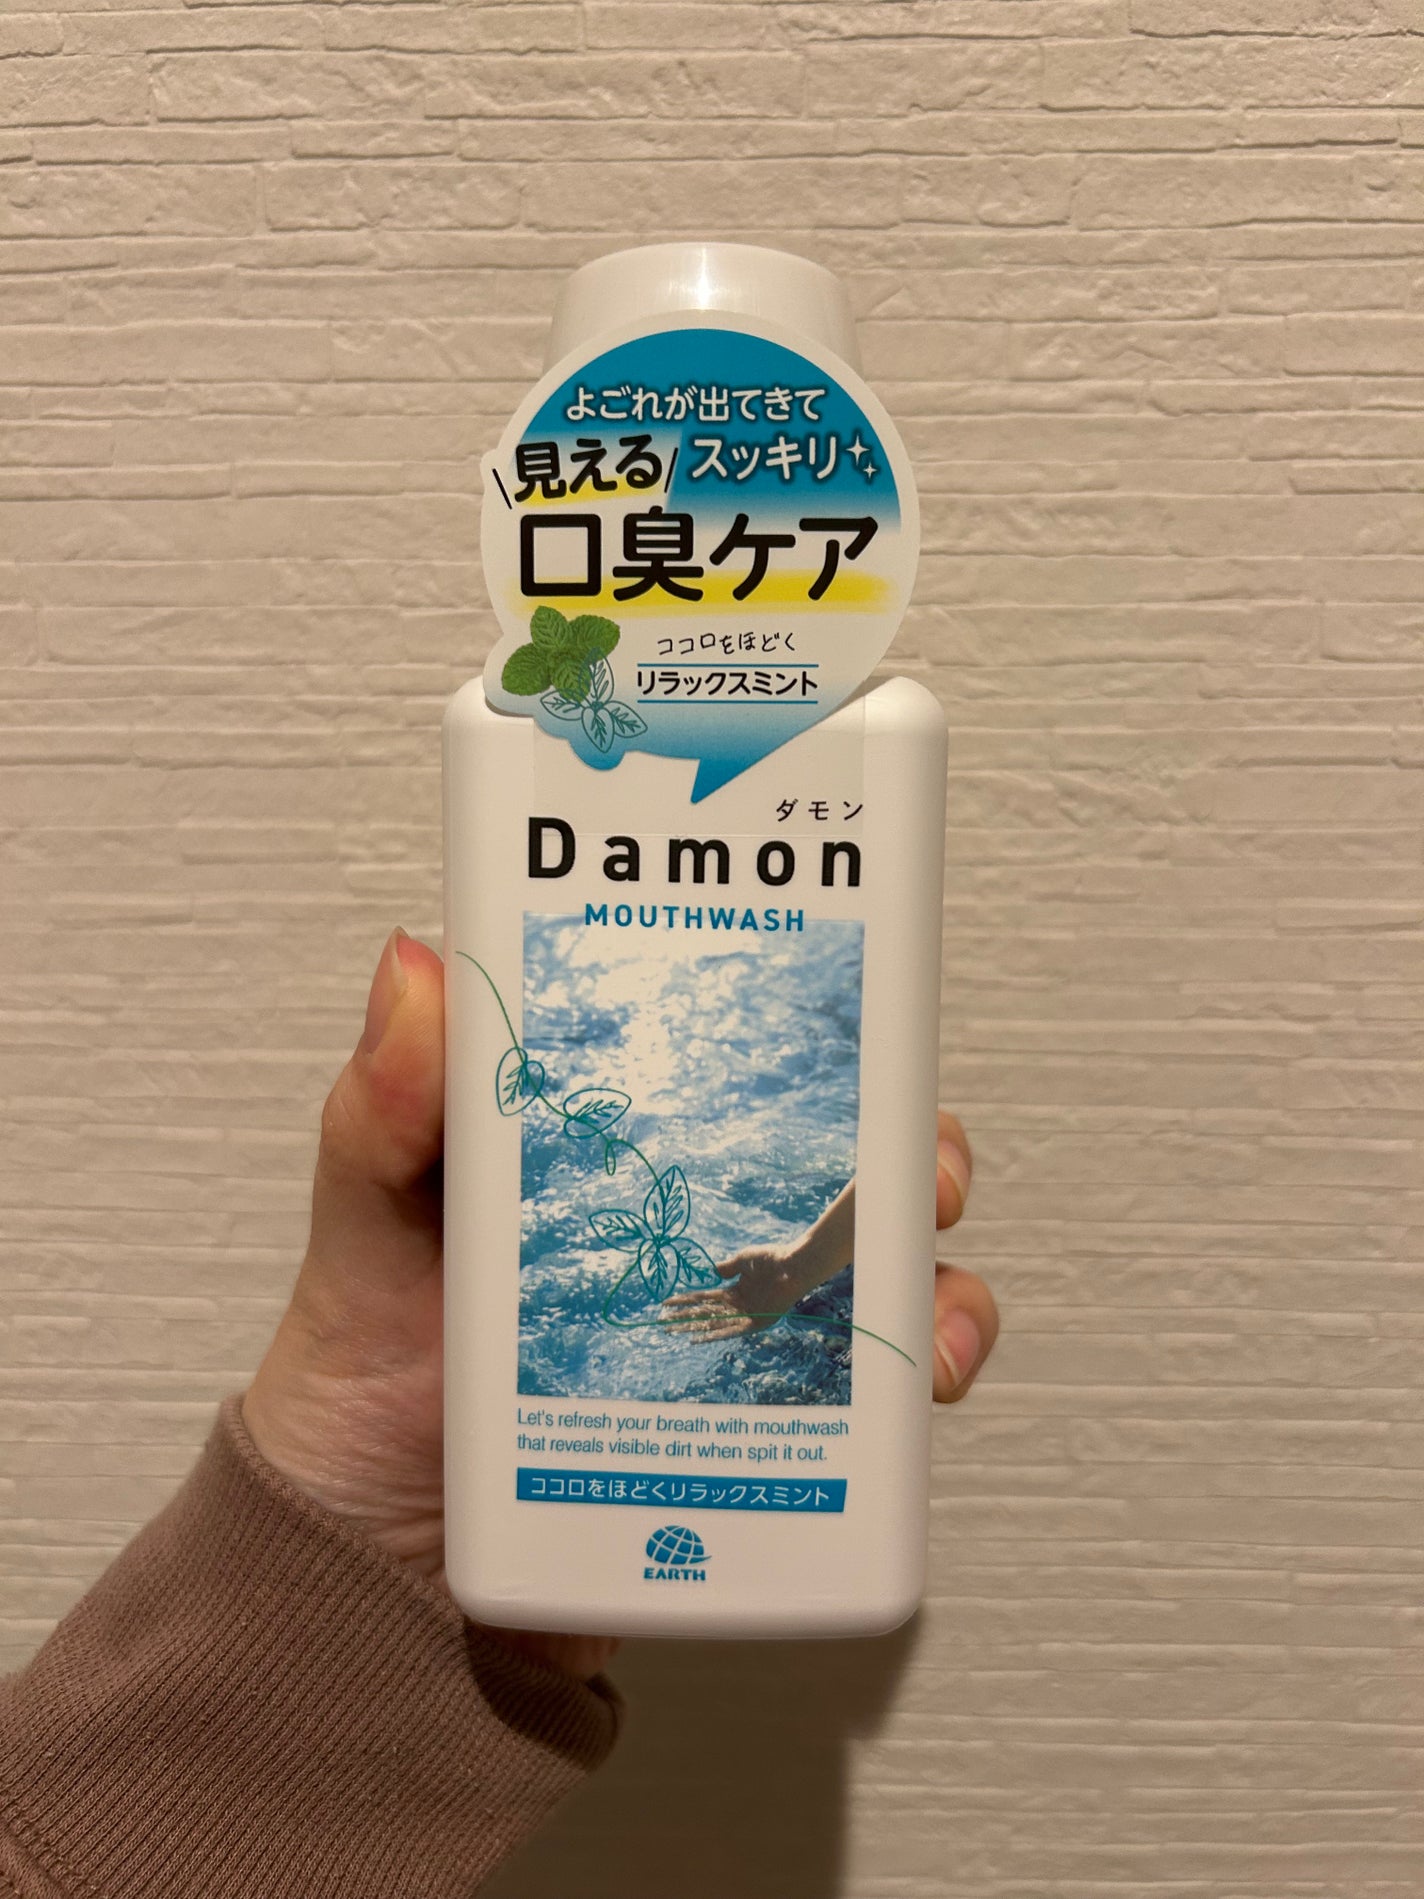 よごれが出てきて
見える スッキリ
口臭ケア
ココロをほどく
リラックスミント
ダモン
Damon
MOUTHWASH
Let's refresh your breath with mouthwash
that reveals visible dirt when spit it out.
ココロをほどくリラックスミント
EARTH